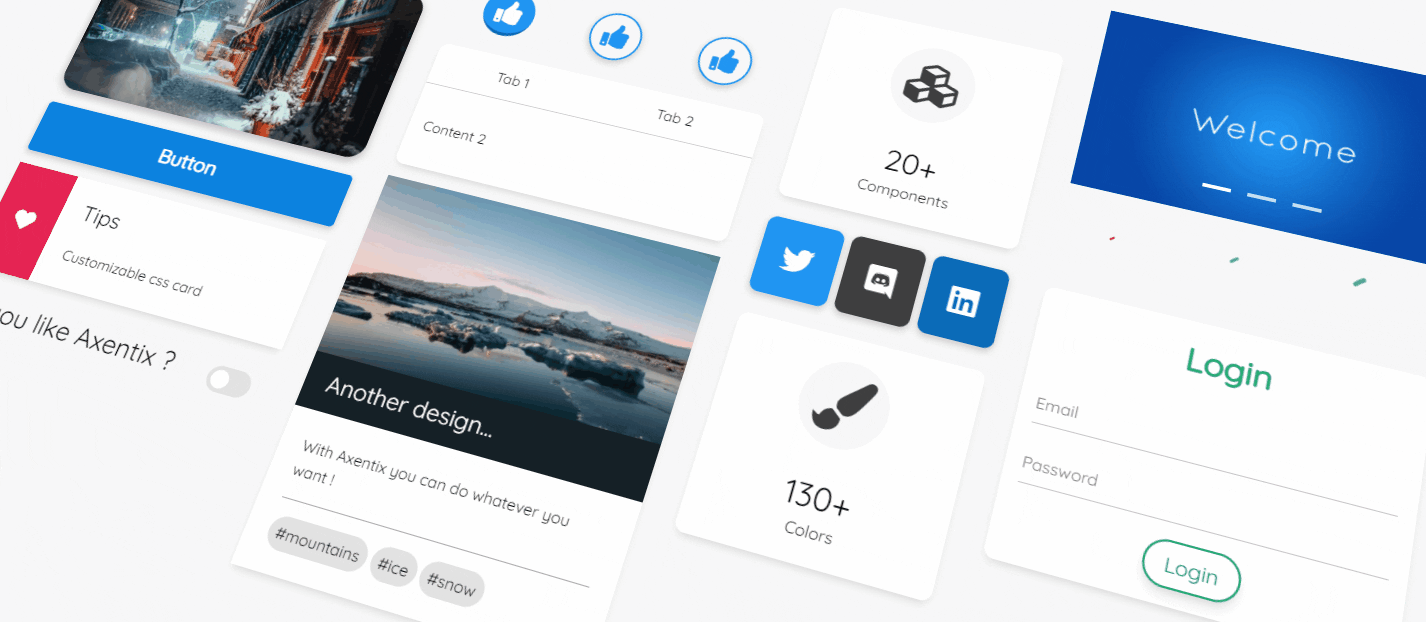 Button
Tips
Customizable css card
ou like Axentix ?
Tab 1
Tab 2
Content 2
Another design...
With Axentix you can do whatever you
want !
#mountains #ice #snow
20+
Components
130+
Colors
Welcome
Login
Email
Password
Login